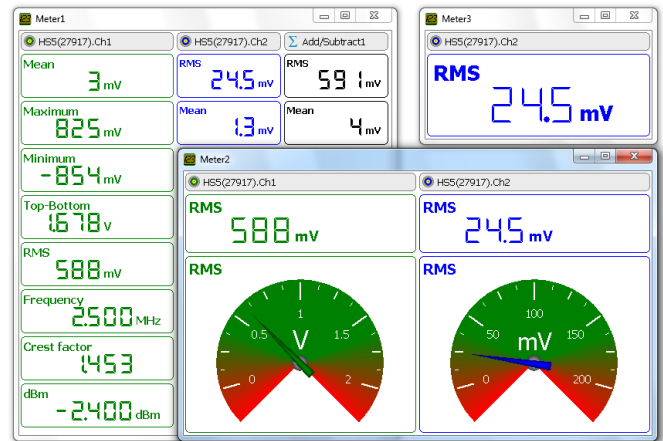 Meter1
HS5(27917).Ch1
HS5(27917).Ch2
Σ Add/Subtract1
Mean
3 mV
RMS
24.5 mV
RMS
591 mV
Maximum
825 mV
Mean
1.3 mV
Mean
4 mV
Minimum
-854 mV
Top-Bottom
1.678 V
RMS
588 mV
Frequency
2.500 MHz
Crest factor
1.453
dBm
-2.400 dBm
Meter3
HS5(27917).Ch2
RMS
24.5 mV
Meter2
HS5(27917).Ch1
HS5(27917).Ch2
RMS
588 mV
RMS
24.5 mV
RMS
0 0.5 1 1.5 2
V
RMS
0 50 100 150 200
mV